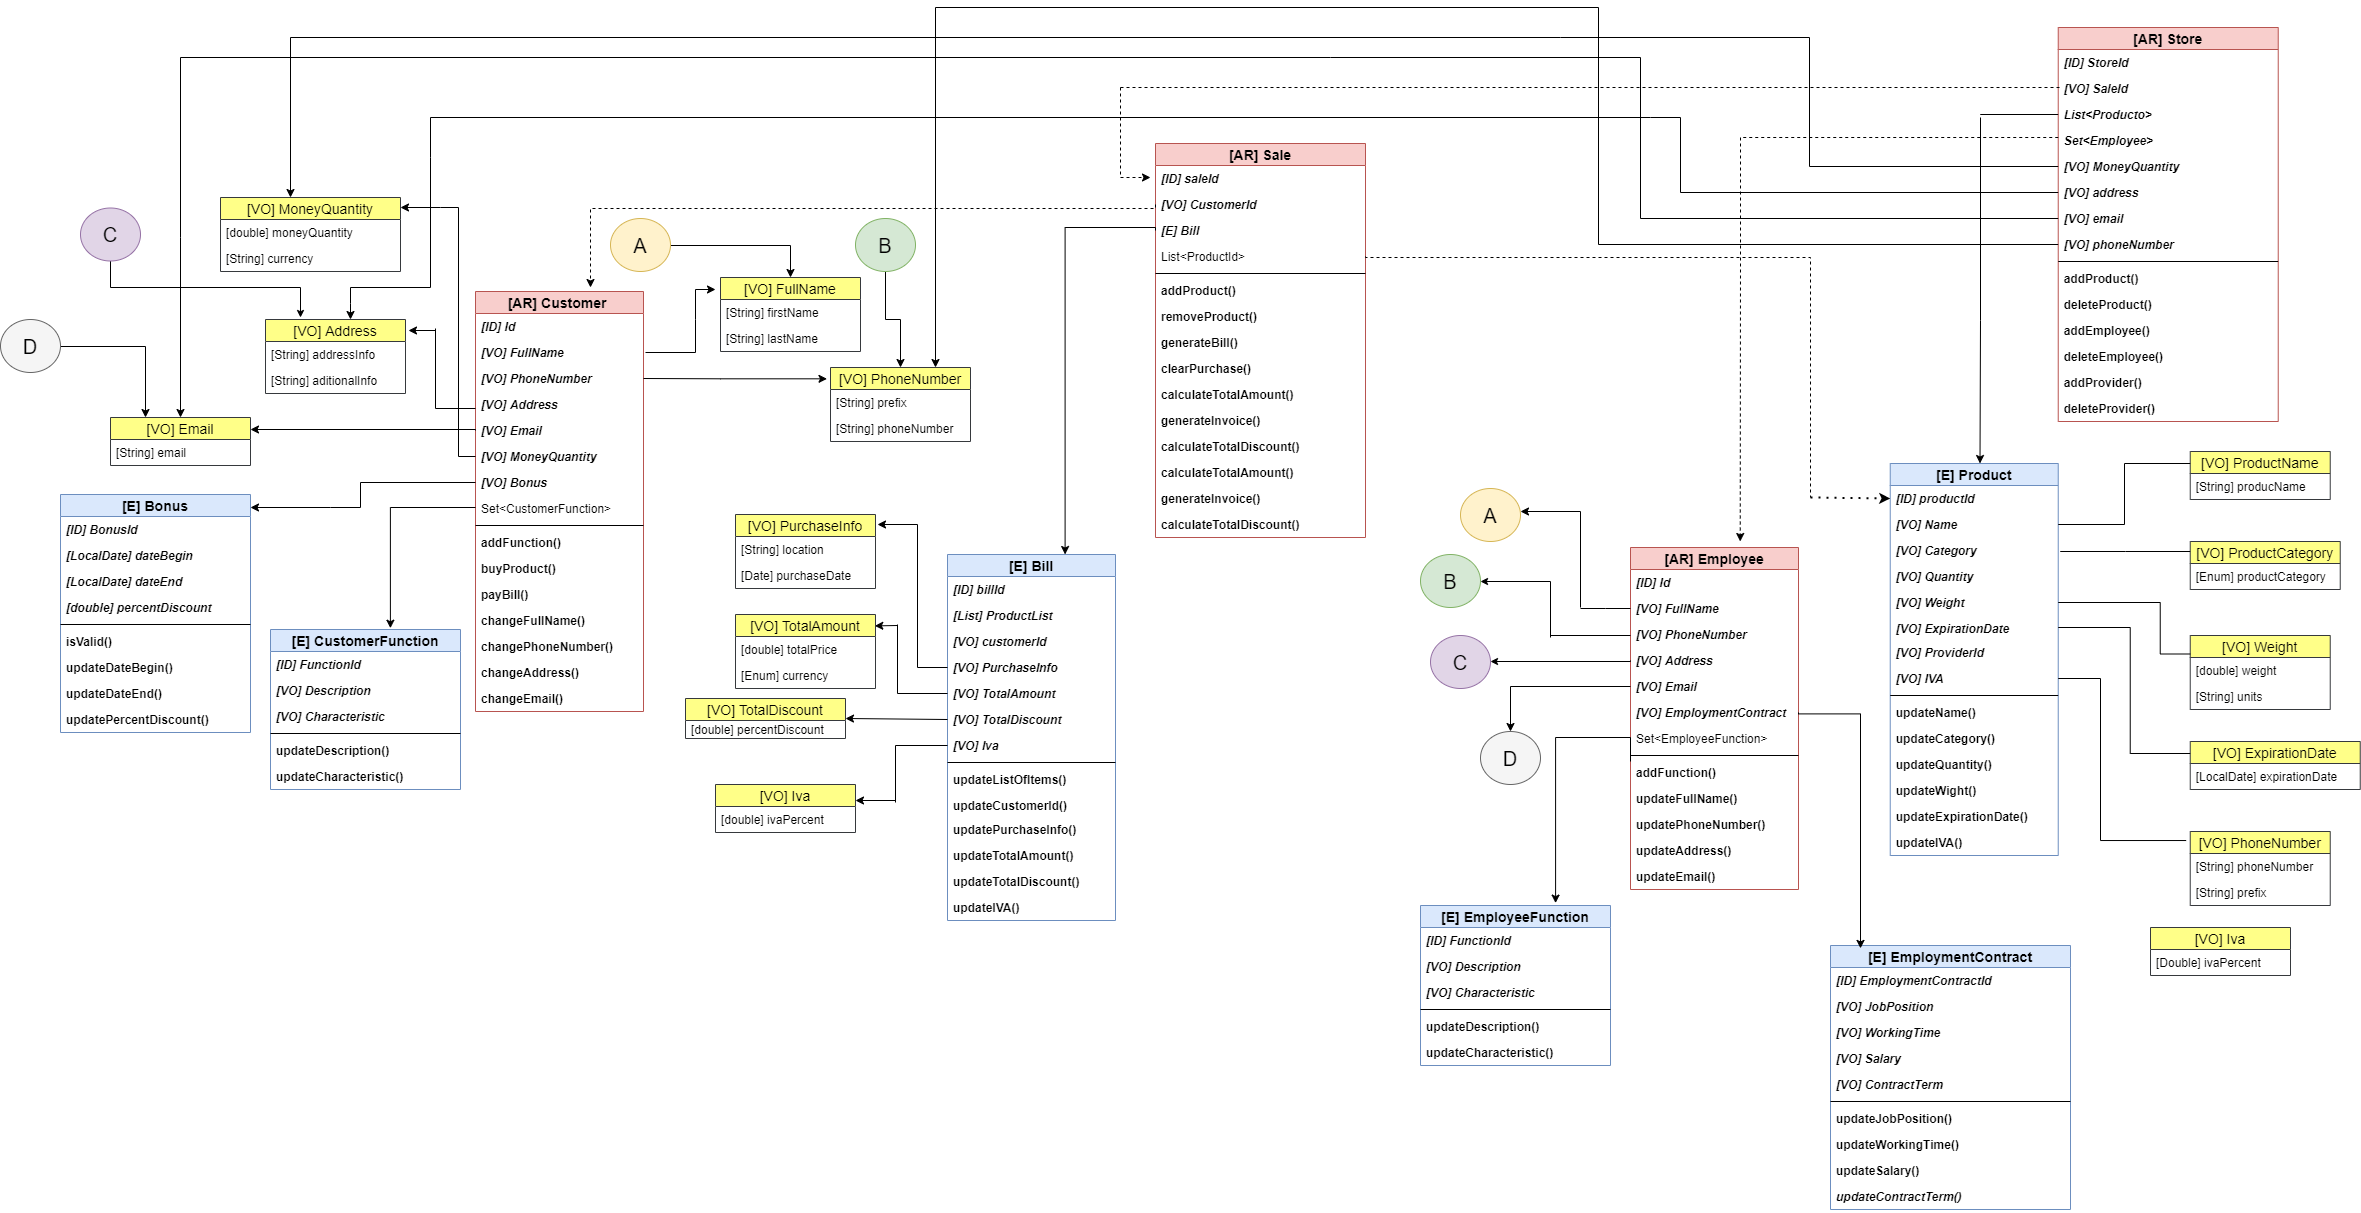 [AR] Store
[ID] StoreId
[VO] SaleId
List<Producto>
Set<Employee>
[VO] MoneyQuantity
[VO] address
[VO] email
[VO] phoneNumber
addProduct()
deleteProduct()
addEmployee()
deleteEmployee()
addProvider()
deleteProvider()
[AR] Sale
[ID] saleId
[VO] CustomerId
[E] Bill
List<ProductId>
addProduct()
removeProduct()
generateBill()
clearPurchase()
calculateTotalAmount()
generateInvoice()
calculateTotalDiscount()
calculateTotalAmount()
generateInvoice()
calculateTotalDiscount()
[VO] MoneyQuantity
[double] moneyQuantity
[String] currency
C
A
B
D
[VO] FullName
[String] firstName
[String] lastName
[VO] Address
[String] addressInfo
[String] aditionalInfo
[VO] PhoneNumber
[String] prefix
[String] phoneNumber
[VO] Email
[String] email
[AR] Customer
[ID] Id
[VO] FullName
[VO] PhoneNumber
[VO] Address
[VO] Email
[VO] MoneyQuantity
[VO] Bonus
Set<CustomerFunction>
addFunction()
buyProduct()
payBill()
changeFullName()
changePhoneNumber()
changeAddress()
changeEmail()
[E] Bonus
[ID] BonusId
[LocalDate] dateBegin
[LocalDate] dateEnd
[double] percentDiscount
isValid()
updateDateBegin()
updateDateEnd()
updatePercentDiscount()
[E] CustomerFunction
[ID] FunctionId
[VO] Description
[VO] Characteristic
updateDescription()
updateCharacteristic()
[VO] PurchaseInfo
[String] location
[Date] purchaseDate
[VO] TotalAmount
[double] totalPrice
[Enum] currency
[VO] TotalDiscount
[double] percentDiscount
[VO] Iva
[double] ivaPercent
[E] Bill
[ID] billId
[List] ProductList
[VO] customerId
[VO] PurchaseInfo
[VO] TotalAmount
[VO] TotalDiscount
[VO] Iva
updateListOfItems()
updateCustomerId()
updatePurchaseInfo()
updateTotalAmount()
updateTotalDiscount()
updateIVA()
A
B
C
D
[AR] Employee
[ID] Id
[VO] FullName
[VO] PhoneNumber
[VO] Address
[VO] Email
[VO] EmploymentContract
Set<EmployeeFunction>
addFunction()
updateFullName()
updatePhoneNumber()
updateAddress()
updateEmail()
[E] EmployeeFunction
[ID] FunctionId
[VO] Description
[VO] Characteristic
updateDescription()
updateCharacteristic()
[E] EmploymentContract
[ID] EmploymentContractId
[VO] JobPosition
[VO] WorkingTime
[VO] Salary
[VO] ContractTerm
updateJobPosition()
updateWorkingTime()
updateSalary()
updateContractTerm()
[E] Product
[ID] productId
[VO] Name
[VO] Category
[VO] Quantity
[VO] Weight
[VO] ExpirationDate
[VO] ProviderId
[VO] IVA
updateName()
updateCategory()
updateQuantity()
updateWight()
updateExpirationDate()
updateIVA()
[VO] ProductName
[String] producName
[VO] ProductCategory
[Enum] productCategory
[VO] Weight
[double] weight
[String] units
[VO] ExpirationDate
[LocalDate] expirationDate
[VO] PhoneNumber
[String] phoneNumber
[String] prefix
[VO] Iva
[Double] ivaPercent